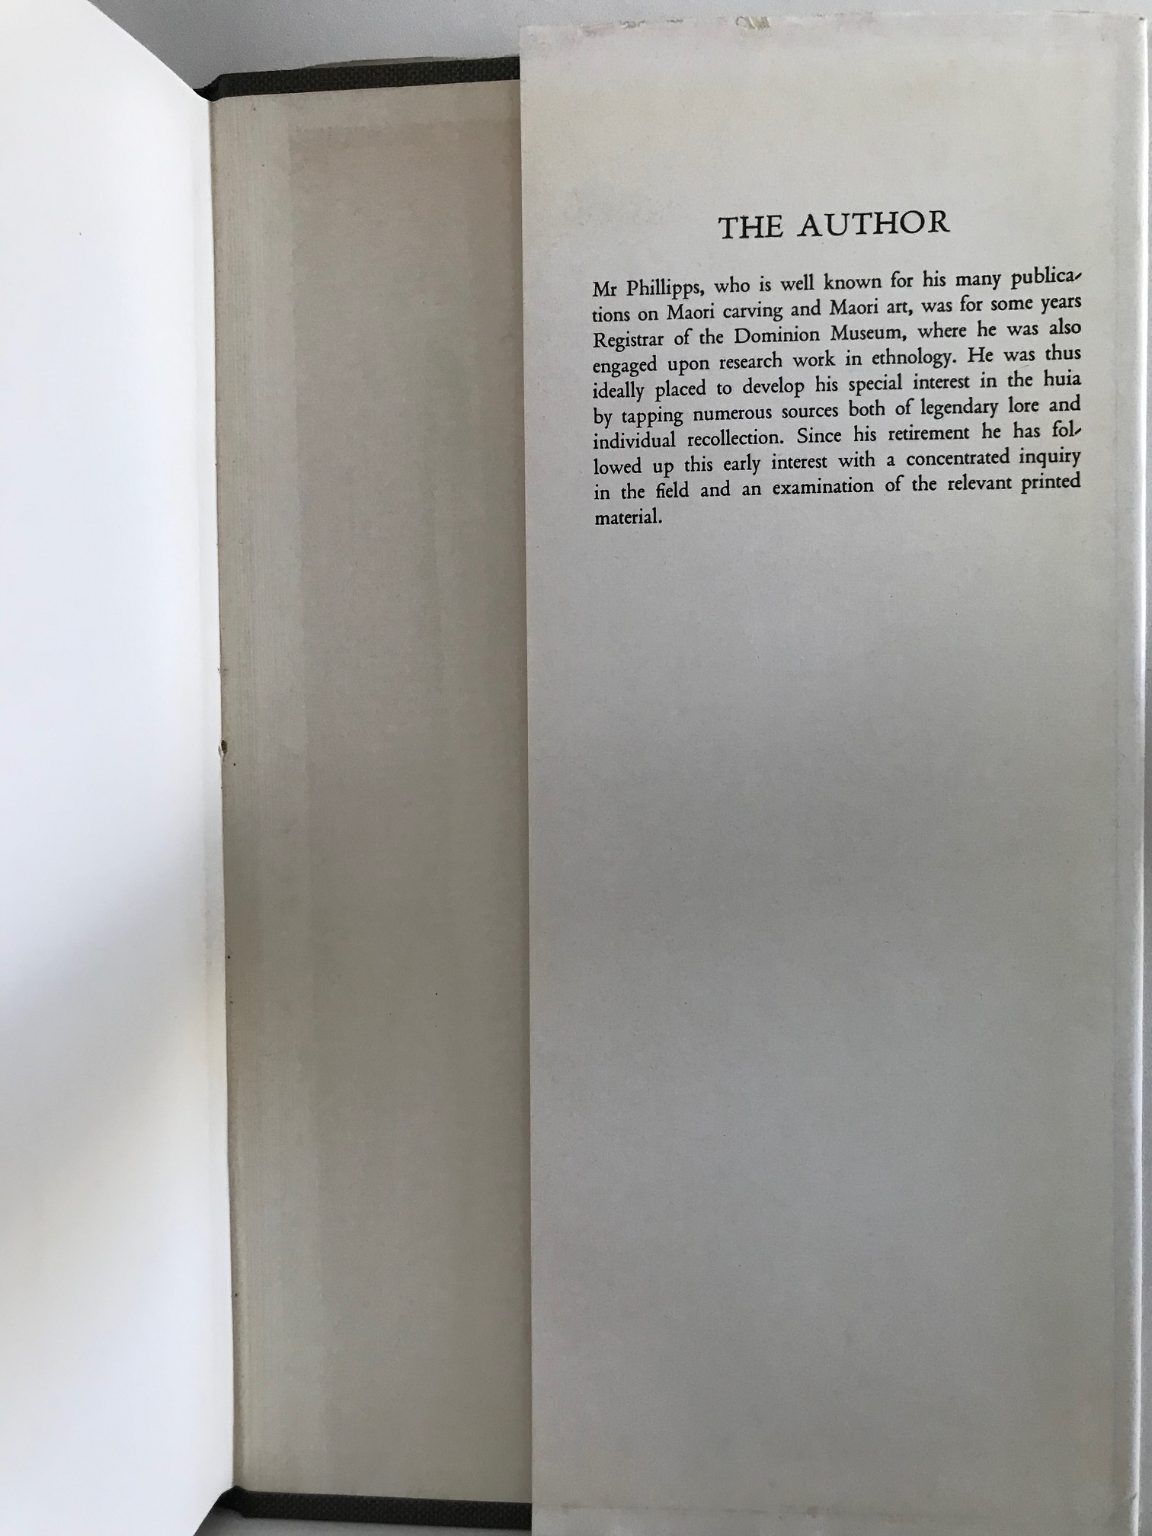 THE AUTHOR
Mr Phillipps, who is well known for his many publica-
tions on Maori carving and Maori art, was for some years
Registrar of the Dominion Museum, where he was also
engaged upon research work in ethnology. He was thus
ideally placed to develop his special interest in the huia
by tapping numerous sources both of legendary lore and
individual recollection. Since his retirement he has fol-
lowed up this early interest with a concentrated inquiry
in the field and an examination of the relevant printed
material.